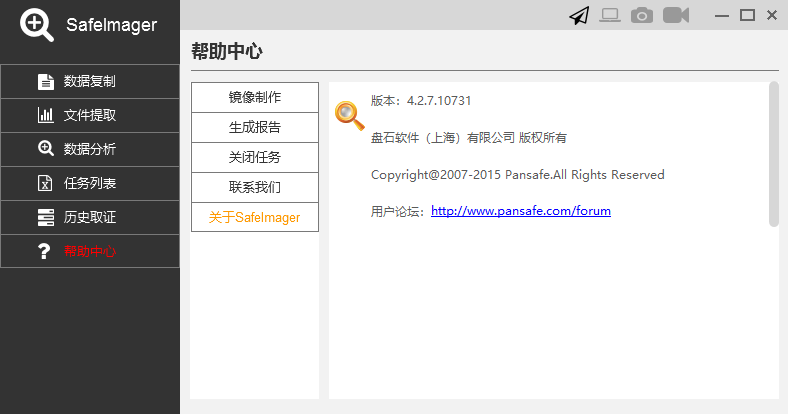 SafeImager
数据复制
文件提取
数据分析
任务列表
历史取证
帮助中心
帮助中心
镜像制作
生成报告
关闭任务
联系我们
关于SafeImager
版本：4.2.7.10731
盘石软件（上海）有限公司 版权所有
Copyright@2007-2015 Pansafe.All Rights Reserved
用户论坛：http://www.pansafe.com/forum